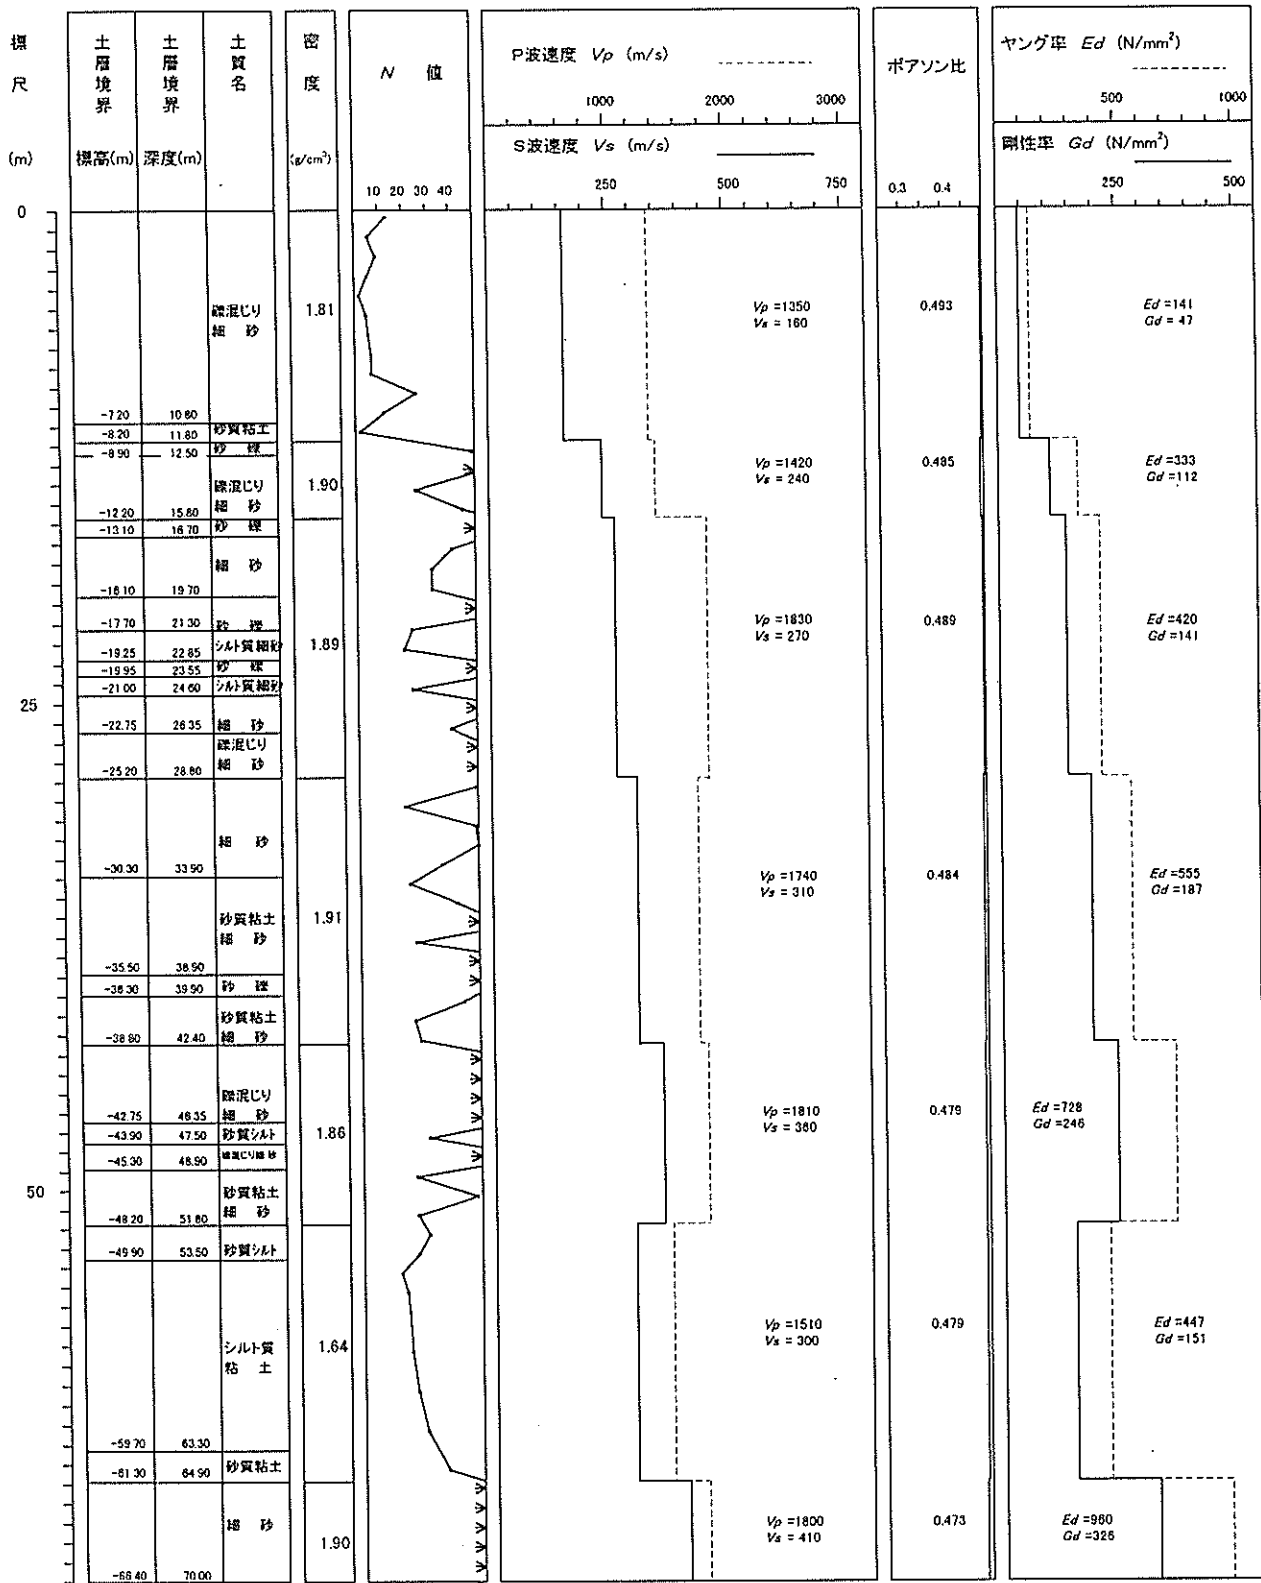 標尺
(m)
土層境界
標高(m)
土層境界
深度(m)
土質名
密度
(g/cm³)
N 値
10 20 30 40
P波速度 Vp (m/s)
1000 2000 3000
S波速度 Vs (m/s)
250 500 750
ポアソン比
0.3 0.4
ヤング率 Ed (N/mm²)
500 1000
剛性率 Gd (N/mm²)
250 500
0
礫混じり
細 砂
1.81
Vp =1350
Vs = 160
0.493
Ed =141
Gd = 47
-7.20 10.80
-8.20 11.80 砂質粘土
-8.90 12.50 砂 礫
礫混じり
-12.20 15.80 細 砂
1.90
Vp =1420
Vs = 240
0.485
Ed =333
Gd =112
-13.10 16.70 砂 礫
細 砂
-16.10 19.70
-17.70 21.30 砂 礫
1.89
Vp =1830
Vs = 270
0.489
Ed =420
Gd =141
-19.25 22.85 シルト質細砂
-19.95 23.55 砂 礫
-21.00 24.60 シルト質細砂
25
-22.75 26.35 細 砂
礫混じり
-25.20 28.80 細 砂
細 砂
-30.30 33.90
Vp =1740
Vs = 310
0.484
Ed =555
Gd =187
1.91
砂質粘土
細 砂
-35.50 38.90
-36.30 39.90 砂 礫
砂質粘土
-38.80 42.40 細 砂
礫混じり
-42.75 46.35 細 砂
1.86
Vp =1810
Vs = 360
0.479
Ed =728
Gd =246
-43.90 47.50 砂質シルト
-45.30 48.90 礫混じり細砂
50
砂質粘土
-48.20 51.80 細 砂
-49.90 53.50 砂質シルト
シルト質
粘 土
1.64
Vp =1510
Vs = 300
0.479
Ed =447
Gd =151
-59.70 63.30
-61.30 64.90 砂質粘土
細 砂
1.90
Vp =1800
Vs = 410
0.473
Ed =960
Gd =326
-66.40 70.00